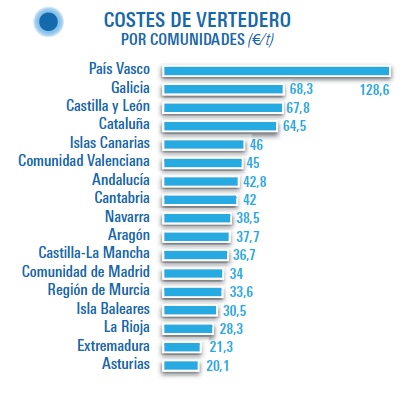 COSTES DE VERTEDERO
POR COMUNIDADES (€/t)
País Vasco 128,6
Galicia 68,3
Castilla y León 67,8
Cataluña 64,5
Islas Canarias 46
Comunidad Valenciana 45
Andalucía 42,8
Cantabria 42
Navarra 38,5
Aragón 37,7
Castilla-La Mancha 36,7
Comunidad de Madrid 34
Región de Murcia 33,6
Isla Baleares 30,5
La Rioja 28,3
Extremadura 21,3
Asturias 20,1